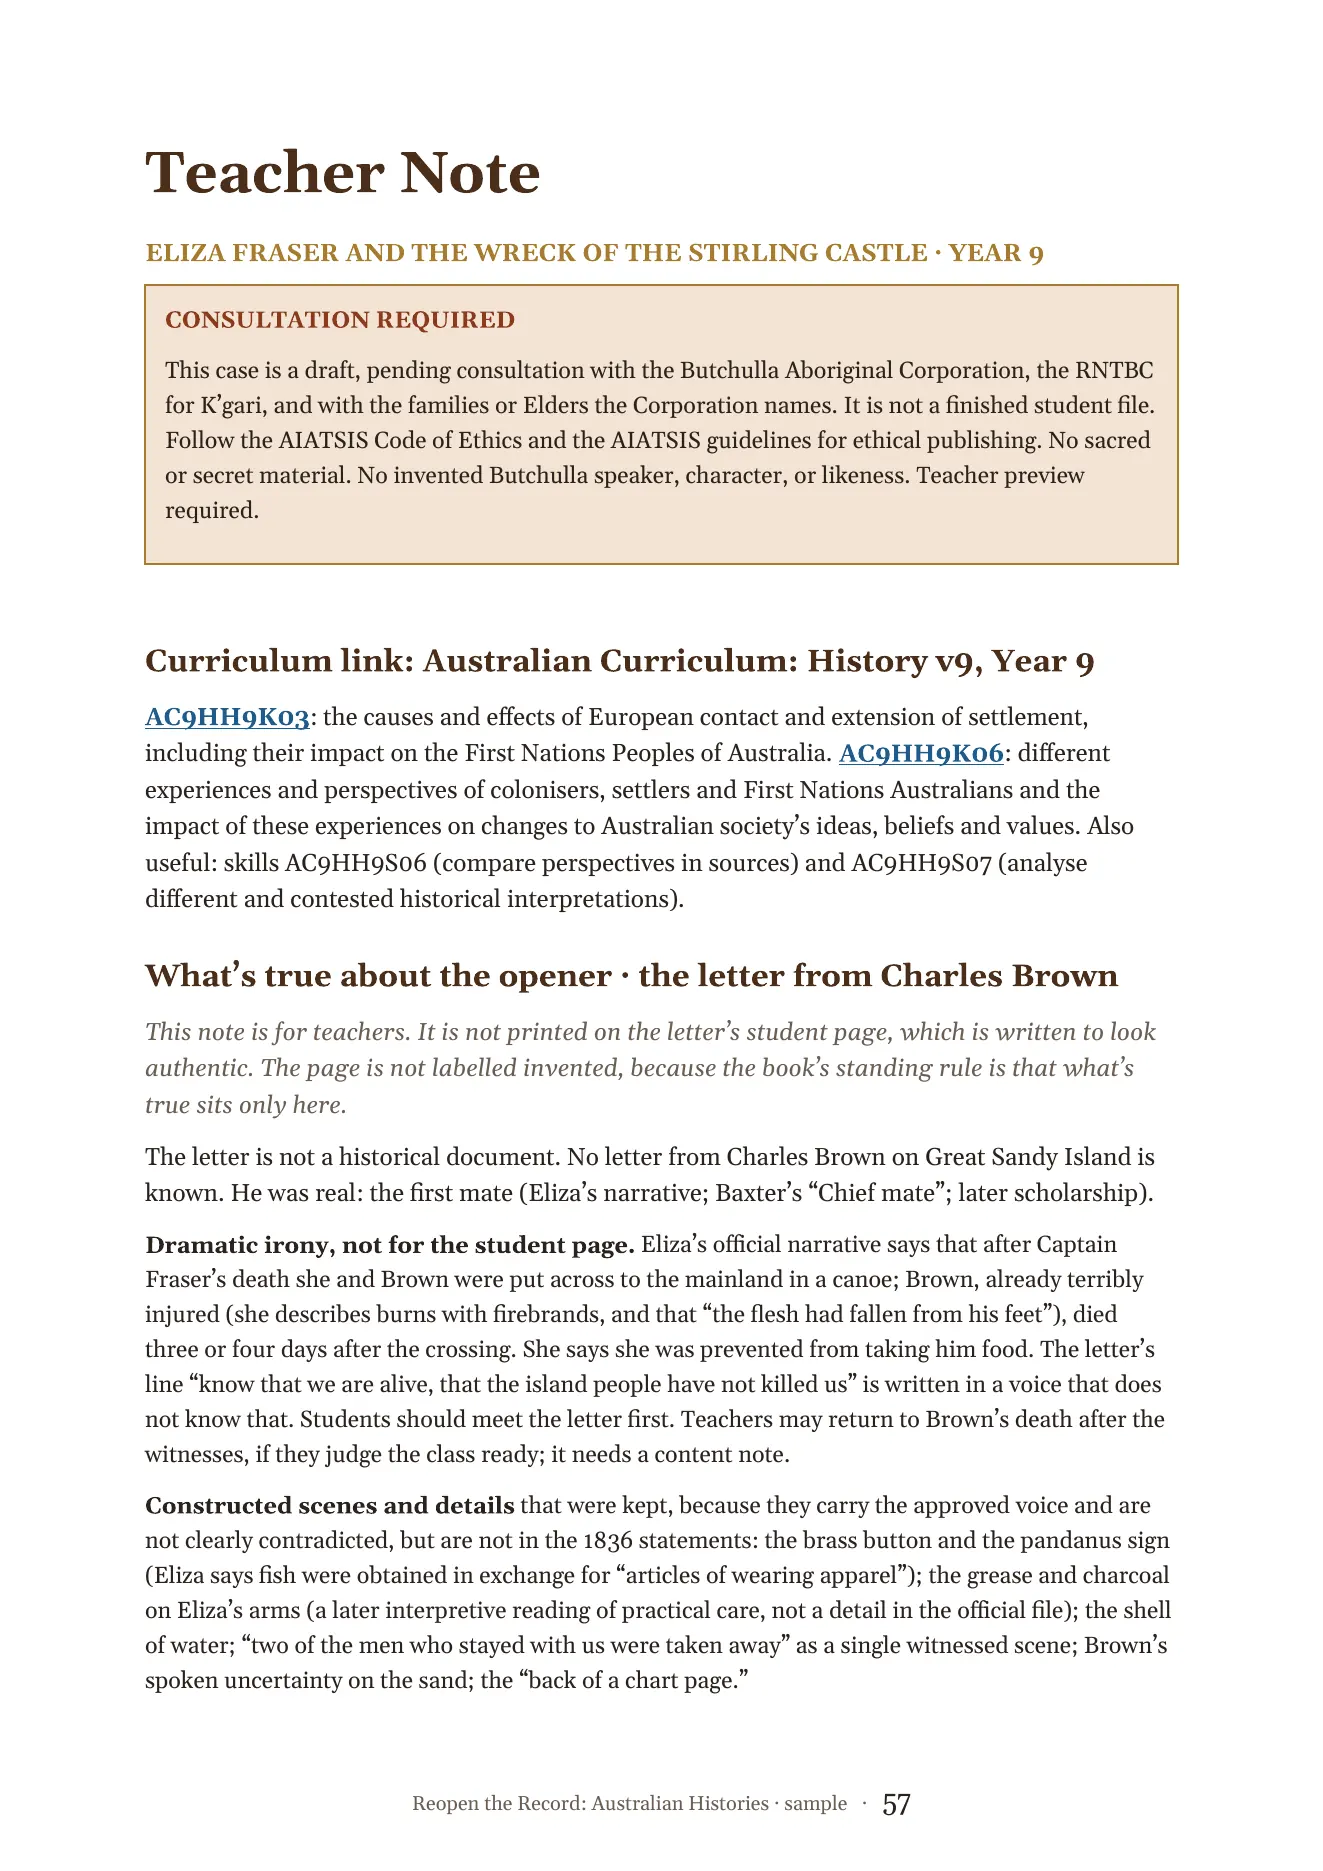 Teacher Note
ELIZA FRASER AND THE WRECK OF THE STIRLING CASTLE · YEAR 9
CONSULTATION REQUIRED
This case is a draft, pending consultation with the Butchulla Aboriginal Corporation, the RNTBC
for K’gari, and with the families or Elders the Corporation names. It is not a finished student file.
Follow the AIATSIS Code of Ethics and the AIATSIS guidelines for ethical publishing. No sacred
or secret material. No invented Butchulla speaker, character, or likeness. Teacher preview
required.
Curriculum link: Australian Curriculum: History v9, Year 9
AC9HH9K03: the causes and effects of European contact and extension of settlement,
including their impact on the First Nations Peoples of Australia. AC9HH9K06: different
experiences and perspectives of colonisers, settlers and First Nations Australians and the
impact of these experiences on changes to Australian society’s ideas, beliefs and values. Also
useful: skills AC9HH9S06 (compare perspectives in sources) and AC9HH9S07 (analyse
different and contested historical interpretations).
What’s true about the opener · the letter from Charles Brown
This note is for teachers. It is not printed on the letter’s student page, which is written to look
authentic. The page is not labelled invented, because the book’s standing rule is that what’s
true sits only here.
The letter is not a historical document. No letter from Charles Brown on Great Sandy Island is
known. He was real: the first mate (Eliza’s narrative; Baxter’s “Chief mate”; later scholarship).
Dramatic irony, not for the student page. Eliza’s official narrative says that after Captain
Fraser’s death she and Brown were put across to the mainland in a canoe; Brown, already terribly
injured (she describes burns with firebrands, and that “the flesh had fallen from his feet”), died
three or four days after the crossing. She says she was prevented from taking him food. The letter’s
line “know that we are alive, that the island people have not killed us” is written in a voice that does
not know that. Students should meet the letter first. Teachers may return to Brown’s death after the
witnesses, if they judge the class ready; it needs a content note.
Constructed scenes and details that were kept, because they carry the approved voice and are
not clearly contradicted, but are not in the 1836 statements: the brass button and the pandanus sign
(Eliza says fish were obtained in exchange for “articles of wearing apparel”); the grease and charcoal
on Eliza’s arms (a later interpretive reading of practical care, not a detail in the official file); the shell
of water; “two of the men who stayed with us were taken away” as a single witnessed scene; Brown’s
spoken uncertainty on the sand; the “back of a chart page.”
Reopen the Record: Australian Histories · sample · 57